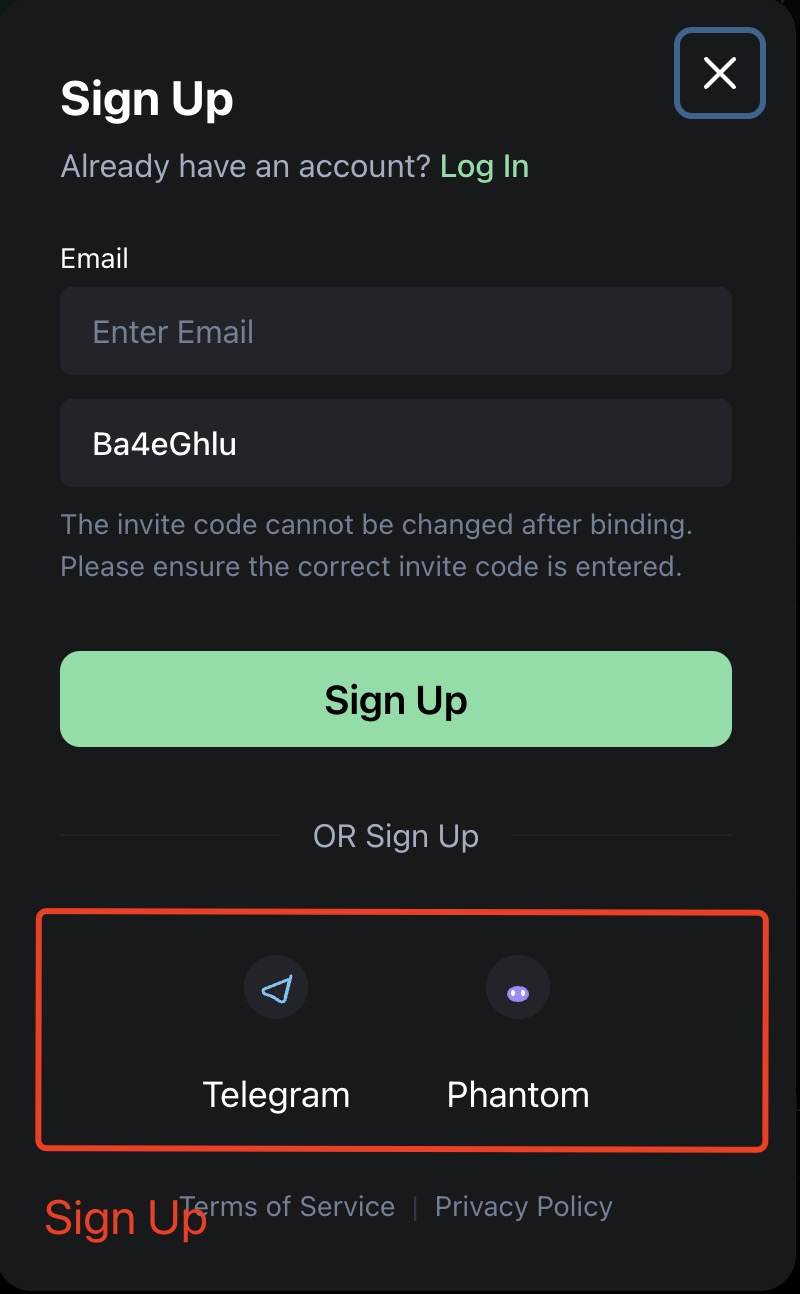 Sign Up
Already have an account? Log In
Email
Enter Email
Ba4eGhlu
The invite code cannot be changed after binding.
Please ensure the correct invite code is entered.
Sign Up
OR Sign Up
Telegram Phantom
Terms of Service | Privacy Policy
Sign Up